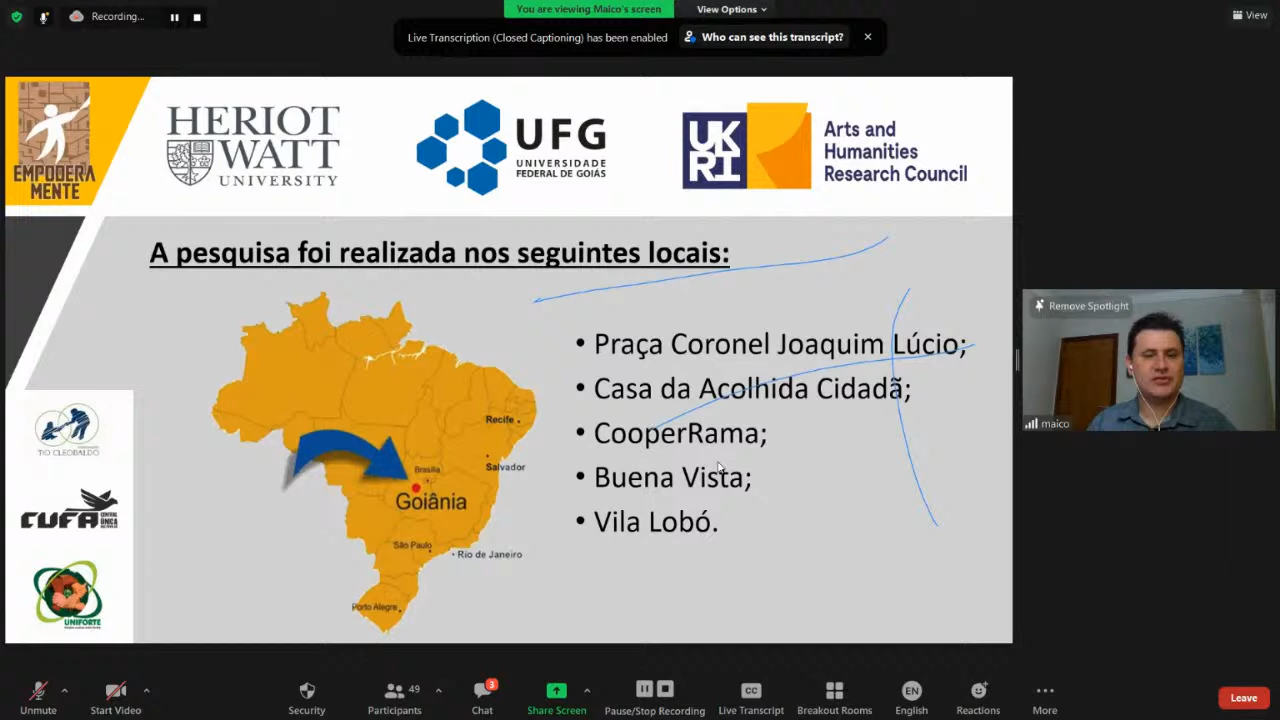 Recording...
You are viewing Maico's screen
View Options
View
Live Transcription (Closed Captioning) has been enabled
Who can see this transcript?
EMPODERA
MENTE
HERIOT
WATT
UNIVERSITY
UFG
UNIVERSIDADE
FEDERAL DE GOIÁS
UK
RI
Arts and
Humanities
Research Council
A pesquisa foi realizada nos seguintes locais:
Recife
Salvador
Brasília
Goiânia
São Paulo
Rio de Janeiro
Porto Alegre
• Praça Coronel Joaquim Lúcio;
• Casa da Acolhida Cidadã;
• CooperRama;
• Buena Vista;
• Vila Lobó.
TIO CLEOBALDO
CUFA
CENTRAL
ÚNICA
UNIFORTE
Remove Spotlight
maico
Unmute
Start Video
Security
49
Participants
3
Chat
Share Screen
Pause/Stop Recording
CC
Live Transcript
Breakout Rooms
EN
English
Reactions
More
Leave